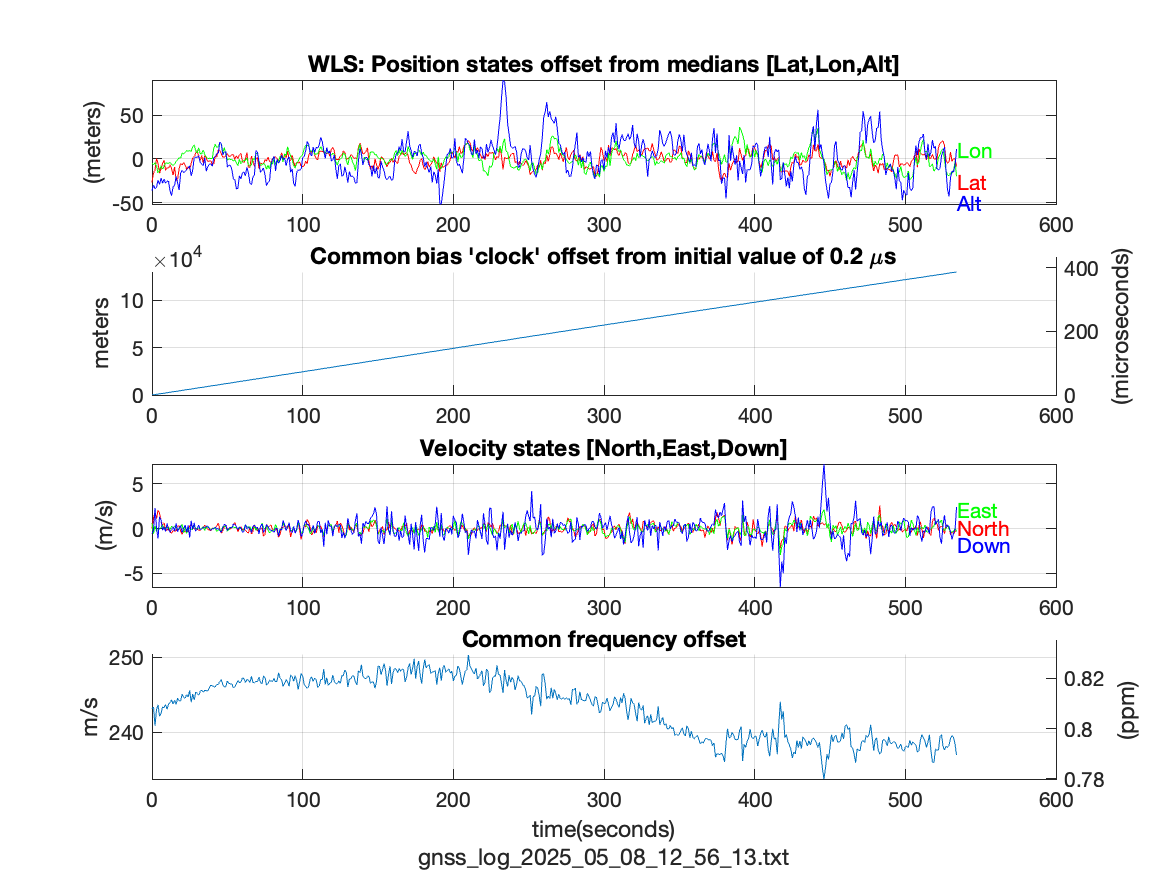 WLS: Position states offset from medians [Lat,Lon,Alt]
(meters)
50
0
-50
Lon
Lat
Alt
0 100 200 300 400 500 600
Common bias 'clock' offset from initial value of 0.2 μs
×10⁴
meters
10
5
0
400
200
0
(microseconds)
0 100 200 300 400 500 600
Velocity states [North,East,Down]
(m/s)
5
0
-5
East
North
Down
0 100 200 300 400 500 600
Common frequency offset
m/s
250
240
0.82
0.8
0.78
(ppm)
0 100 200 300 400 500 600
time(seconds)
gnss_log_2025_05_08_12_56_13.txt